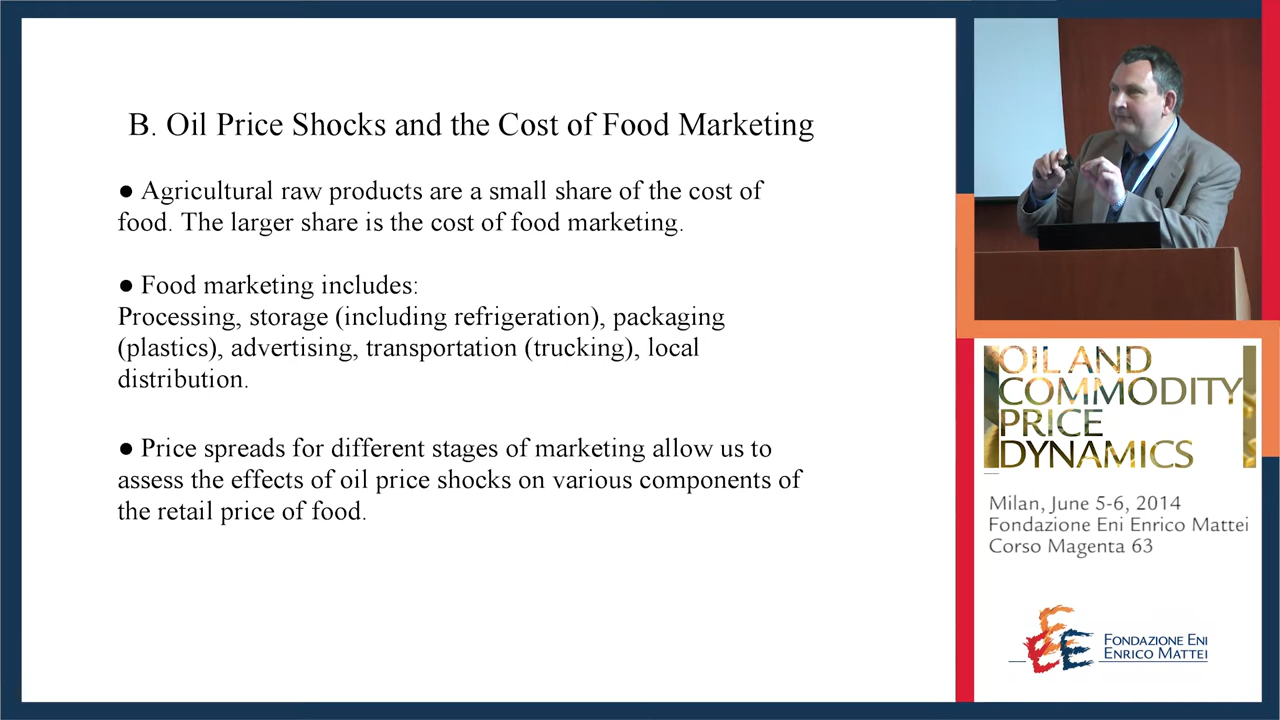 B. Oil Price Shocks and the Cost of Food Marketing
● Agricultural raw products are a small share of the cost of
food. The larger share is the cost of food marketing.
● Food marketing includes:
Processing, storage (including refrigeration), packaging
(plastics), advertising, transportation (trucking), local
distribution.
● Price spreads for different stages of marketing allow us to
assess the effects of oil price shocks on various components of
the retail price of food.
OIL AND
COMMODITY
PRICE
DYNAMICS
Milan, June 5-6, 2014
Fondazione Eni Enrico Mattei
Corso Magenta 63
FONDAZIONE ENI
ENRICO MATTEI